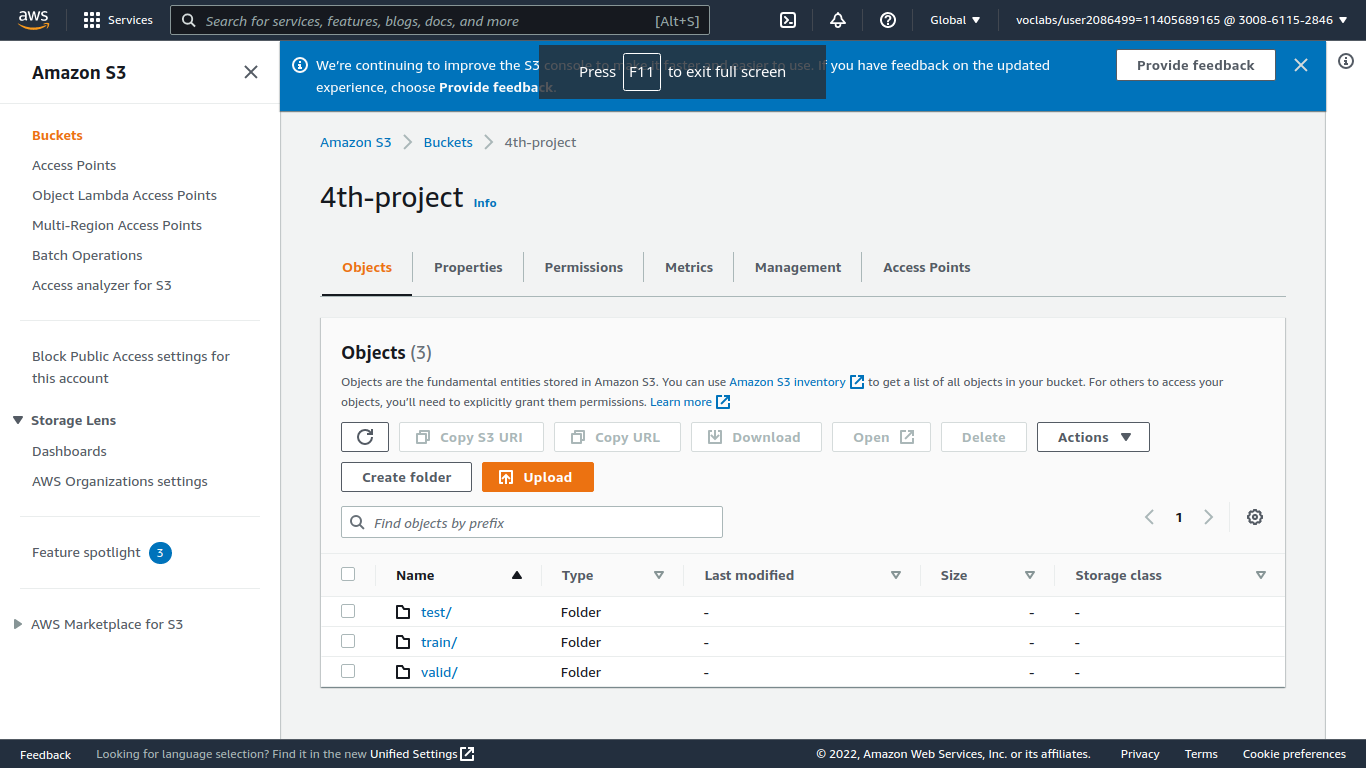 aws
Services
Search for services, features, blogs, docs, and more
[Alt+S]
Global
voclabs/user2086499=11405689165 @ 3008-6115-2846
Amazon S3
Buckets
Access Points
Object Lambda Access Points
Multi-Region Access Points
Batch Operations
Access analyzer for S3
Block Public Access settings for
this account
Storage Lens
Dashboards
AWS Organizations settings
Feature spotlight 3
AWS Marketplace for S3
We're continuing to improve the S3 console to make it faster and easier to use. If you have feedback on the updated
experience, choose Provide feedback.
Press F11 to exit full screen
Provide feedback
Amazon S3 Buckets 4th-project
4th-project Info
Objects Properties Permissions Metrics Management Access Points
Objects (3)
Objects are the fundamental entities stored in Amazon S3. You can use Amazon S3 inventory to get a list of all objects in your bucket. For others to access your
objects, you'll need to explicitly grant them permissions. Learn more
Copy S3 URI Copy URL Download Open Delete Actions
Create folder Upload
Find objects by prefix
1
Name Type Last modified Size Storage class
test/ Folder - - -
train/ Folder - - -
valid/ Folder - - -
Feedback Looking for language selection? Find it in the new Unified Settings © 2022, Amazon Web Services, Inc. or its affiliates. Privacy Terms Cookie preferences